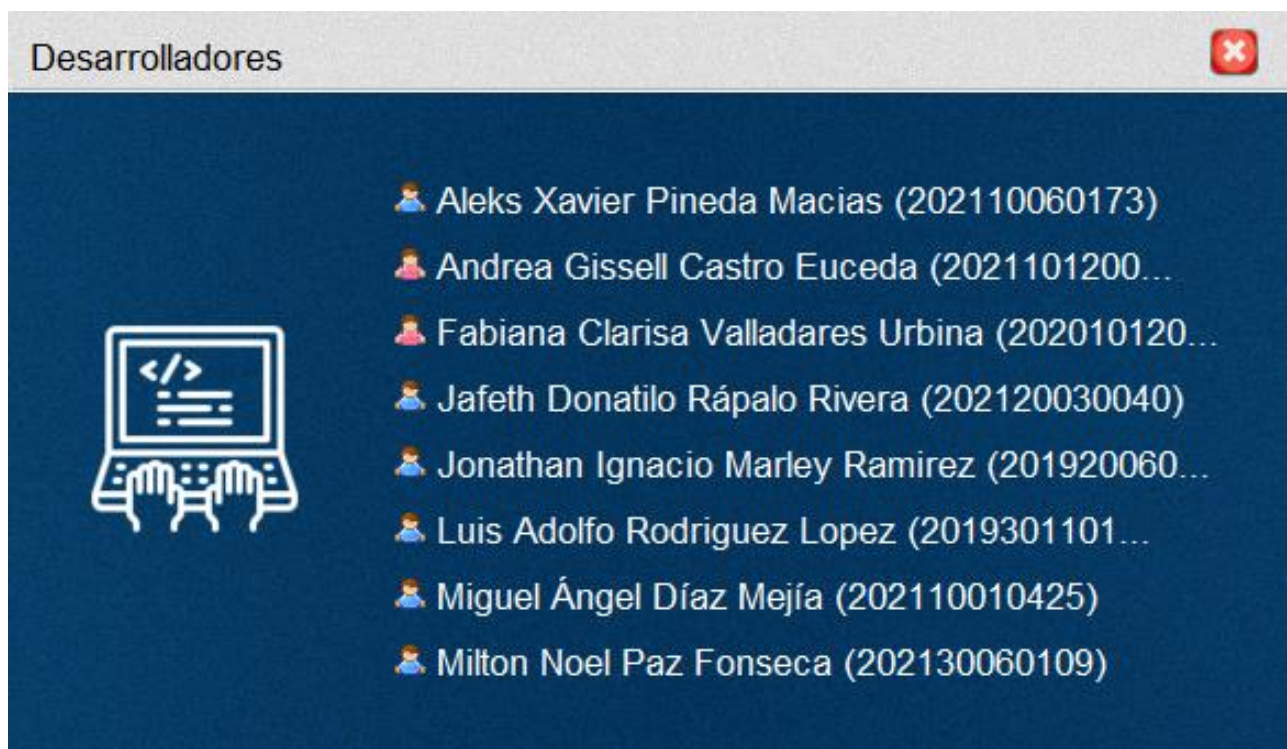 Desarrolladores
Aleks Xavier Pineda Macias (202110060173)
Andrea Gissell Castro Euceda (2021101200...
Fabiana Clarisa Valladares Urbina (202010120...
Jafeth Donatilo Rápalo Rivera (202120030040)
Jonathan Ignacio Marley Ramirez (201920060...
Luis Adolfo Rodriguez Lopez (2019301101...
Miguel Ángel Díaz Mejía (202110010425)
Milton Noel Paz Fonseca (202130060109)
</>